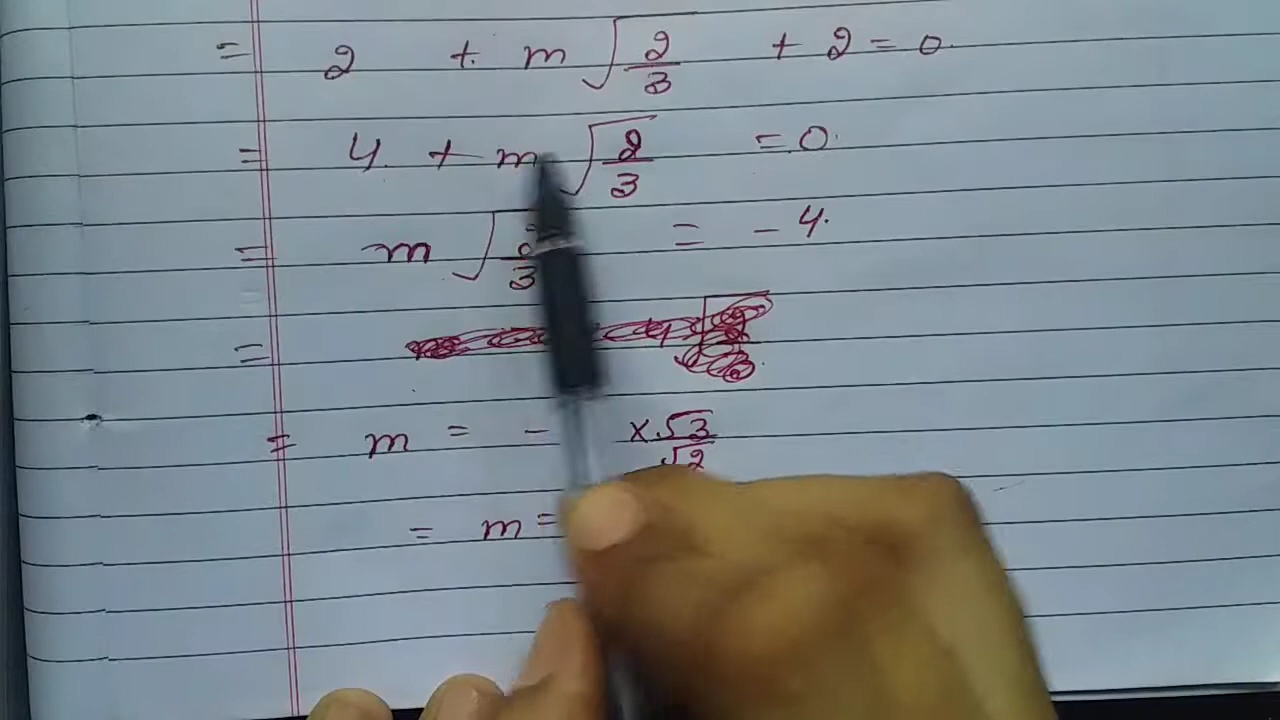 = 2 + m √2/3 + 2 = 0
= 4 + m √2/3 = 0
= m √2/3 = - 4
=
= m = - × √3/√2
= m =